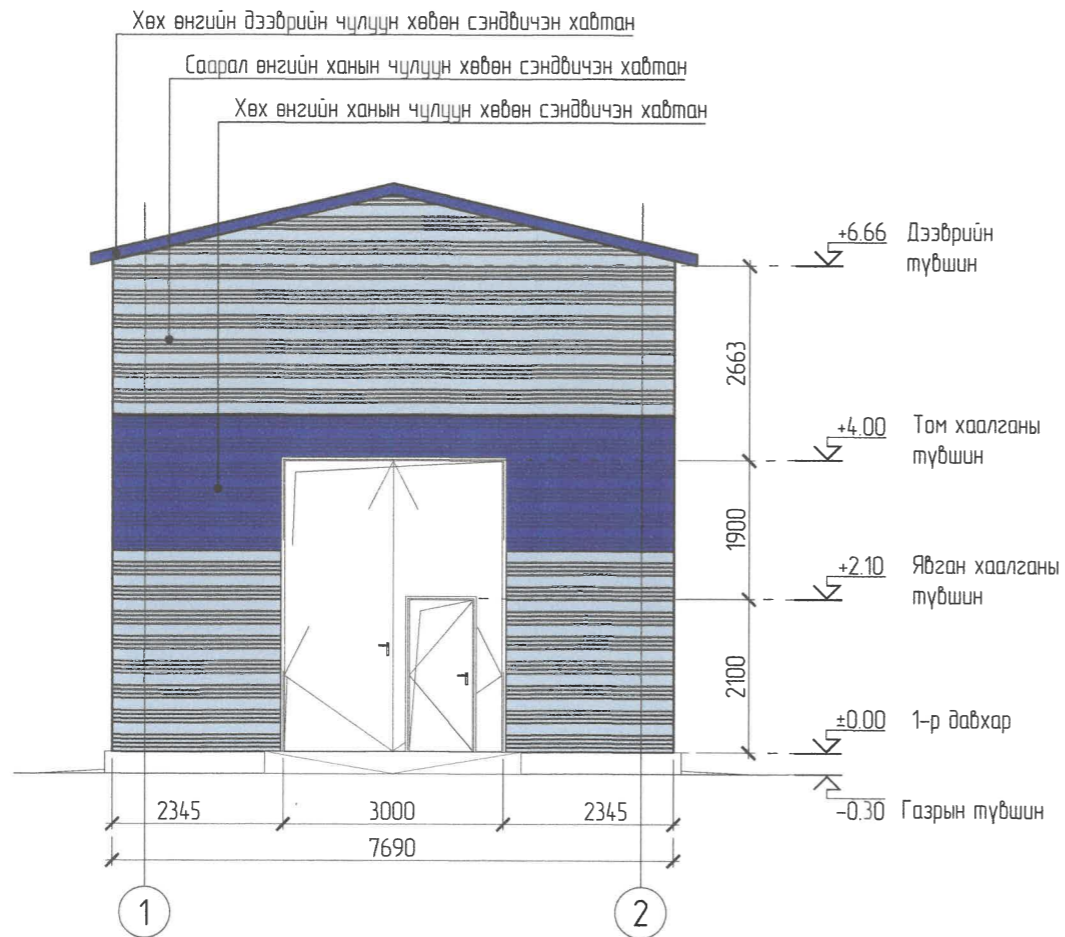 Хөх өнгийн дээврийн чулуун хөвөн сэндвичэн хавтан
Саарал өнгийн ханын чулуун хөвөн сэндвичэн хавтан
Хөх өнгийн ханын чулуун хөвөн сэндвичэн хавтан
+6.66 Дээврийн
түвшин
2663
+4.00 Том хаалганы
түвшин
1900
+2.10 Явган хаалганы
түвшин
2100
±0.00 1-р давхар
-0.30 Газрын түвшин
2345 3000 2345
7690
1 2